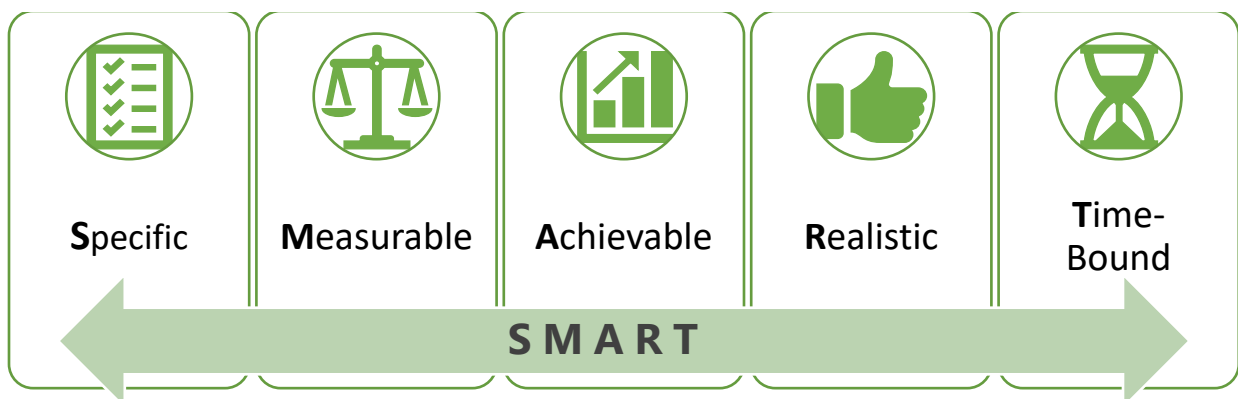 Specific
Measurable
Achievable
Realistic
Time-
Bound
SMART